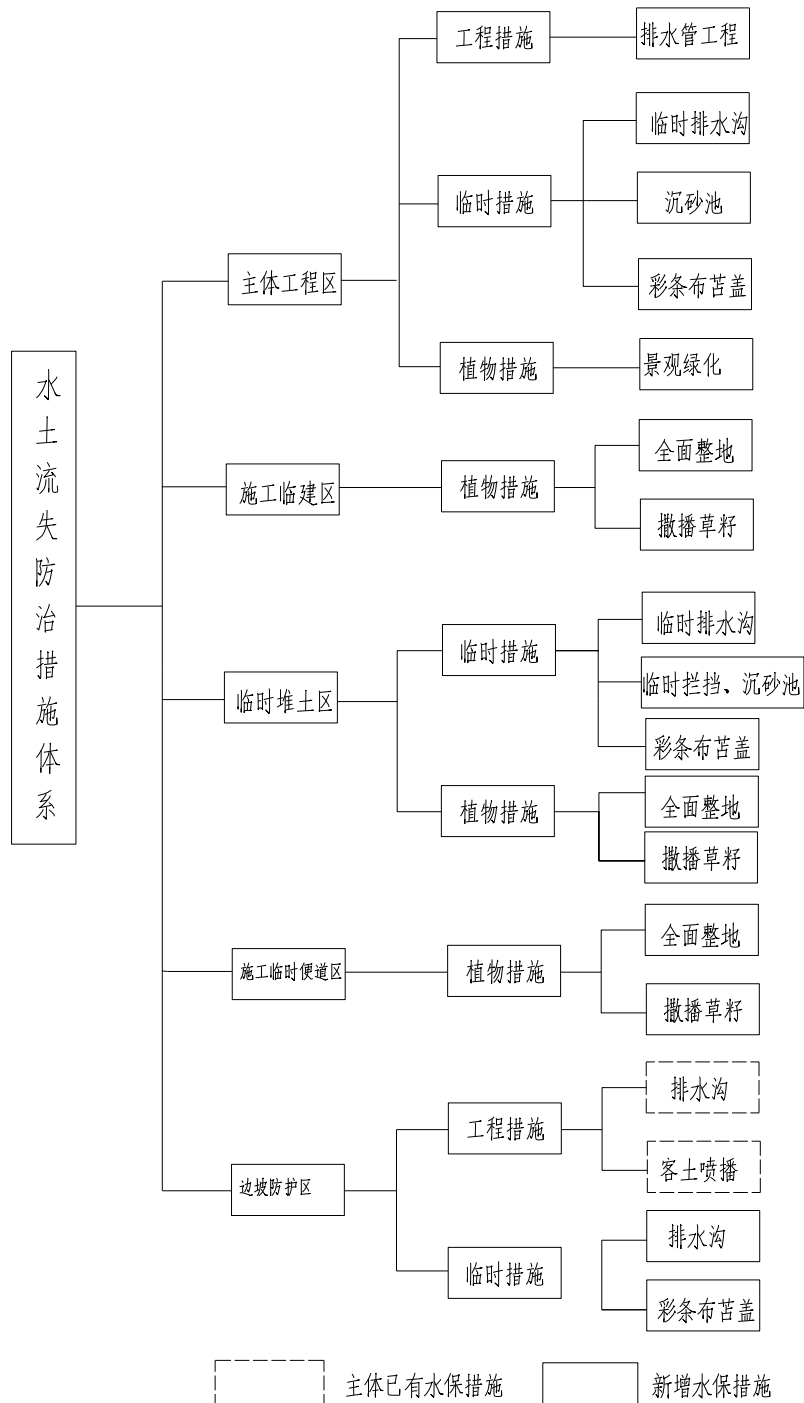 水土流失防治措施体系
主体工程区
工程措施
排水管工程
临时措施
临时排水沟
沉砂池
彩条布苫盖
植物措施
景观绿化
施工临建区
植物措施
全面整地
撒播草籽
临时堆土区
临时措施
临时排水沟
临时拦挡、沉砂池
彩条布苫盖
植物措施
全面整地
撒播草籽
施工临时便道区
植物措施
全面整地
撒播草籽
边坡防护区
工程措施
排水沟
客土喷播
临时措施
排水沟
彩条布苫盖
主体已有水保措施
新增水保措施